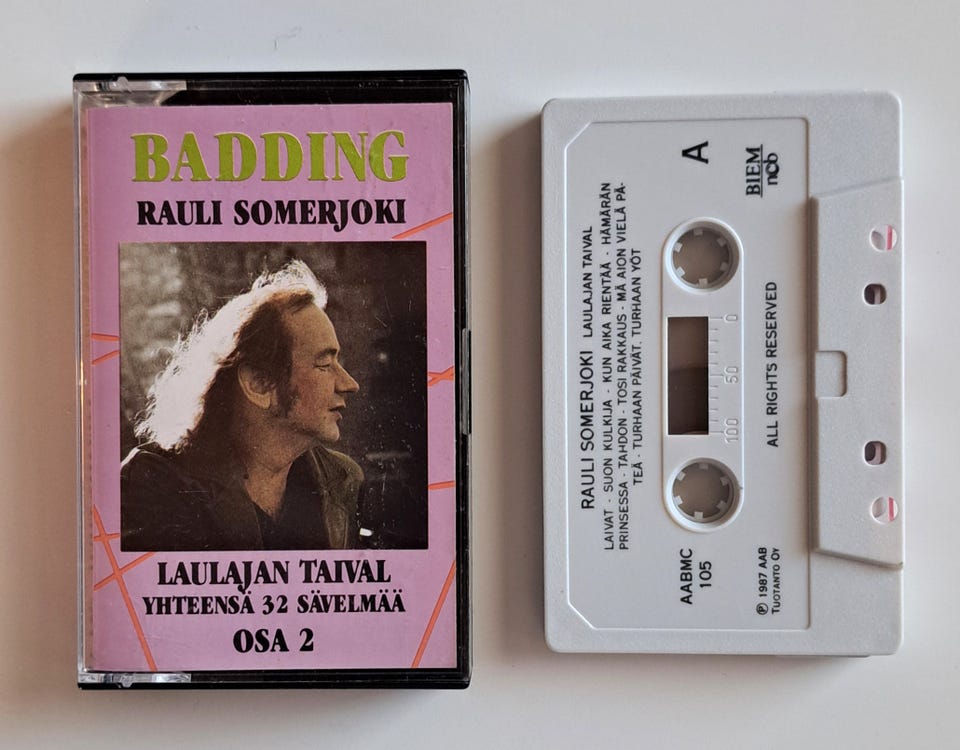 BADDING
RAULI SOMERJOKI
LAULAJAN TAIVAL
YHTEENSÄ 32 SÄVELMÄÄ
OSA 2
RAULI SOMERJOKI LAULAJAN TAIVAL
LAIVAT - SUON KULKIJA - KUN AIKA RIENTÄÄ - HÄMÄRÄN
PRINSESSA - TAHDON - TOSI RAKKAUS - MÄ AION VIELÄ PÄ-
TEÄ - TURHAAN PÄIVÄT, TURHAAN YÖT
A
BIEM
ncb
AABMC
105
100 50 0
ALL RIGHTS RESERVED
Ⓟ 1987 AAB
TUOTANTO OY